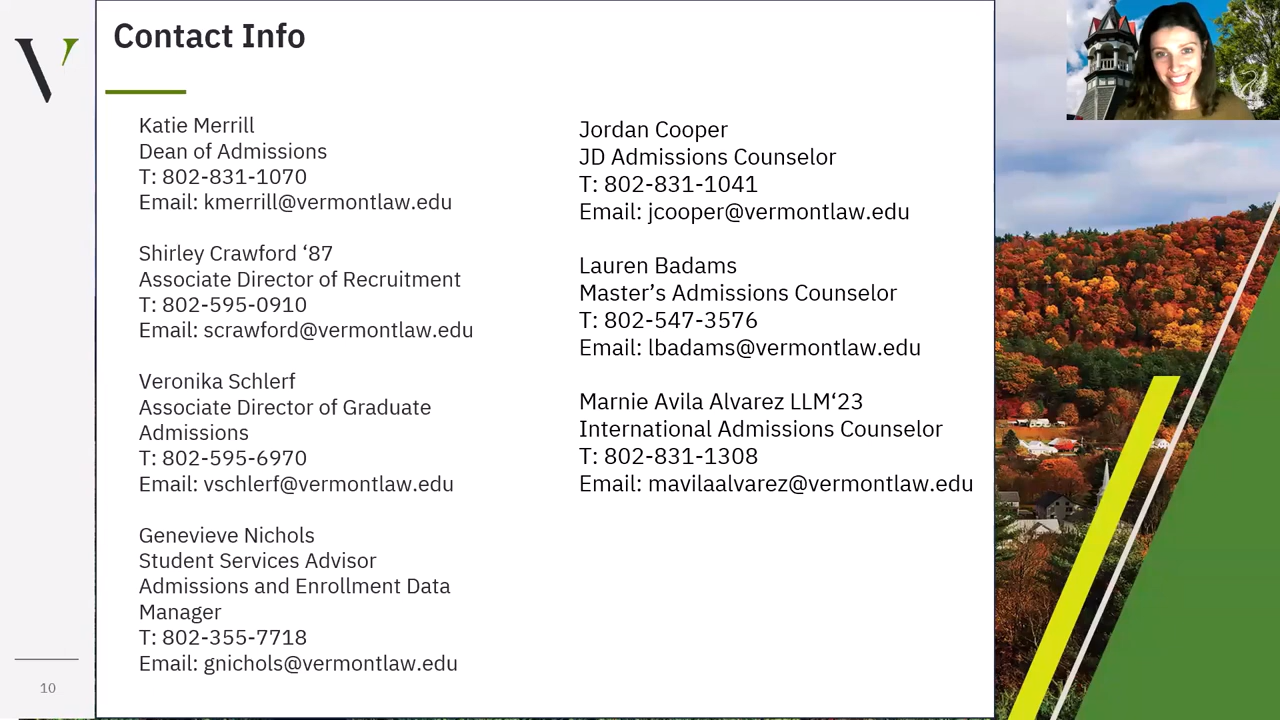 Contact Info
Katie Merrill
Dean of Admissions
T: 802-831-1070
Email: kmerrill@vermontlaw.edu
Shirley Crawford ‘87
Associate Director of Recruitment
T: 802-595-0910
Email: scrawford@vermontlaw.edu
Veronika Schlerf
Associate Director of Graduate
Admissions
T: 802-595-6970
Email: vschlerf@vermontlaw.edu
Genevieve Nichols
Student Services Advisor
Admissions and Enrollment Data
Manager
T: 802-355-7718
Email: gnichols@vermontlaw.edu
Jordan Cooper
JD Admissions Counselor
T: 802-831-1041
Email: jcooper@vermontlaw.edu
Lauren Badams
Master’s Admissions Counselor
T: 802-547-3576
Email: lbadams@vermontlaw.edu
Marnie Avila Alvarez LLM‘23
International Admissions Counselor
T: 802-831-1308
Email: mavilaalvarez@vermontlaw.edu
V
10